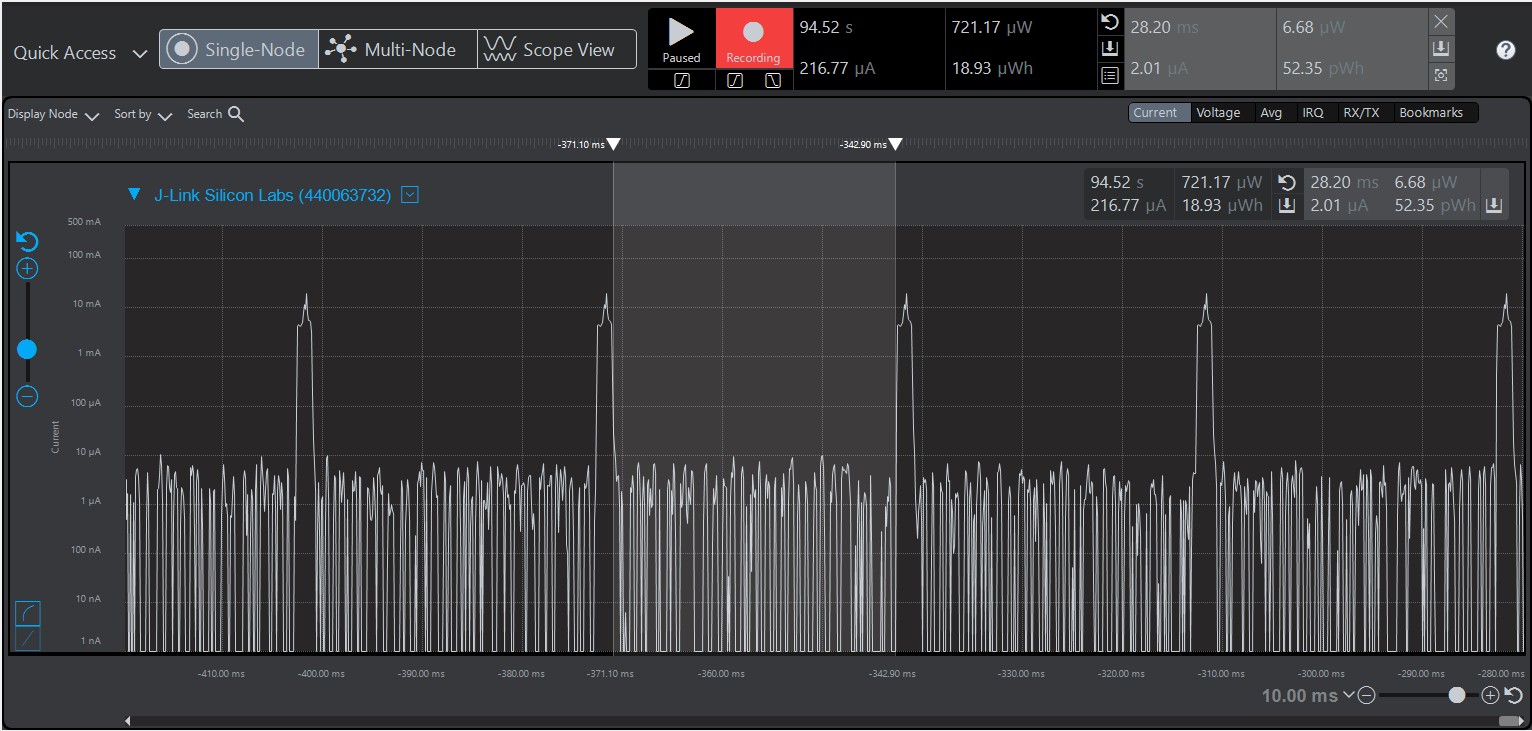 Quick Access
Single-Node
Multi-Node
Scope View
Paused
Recording
94.52 s
721.17 µW
216.77 µA
18.93 µWh
28.20 ms
6.68 µW
2.01 µA
52.35 pWh
?
Display Node
Sort by
Search
Current
Voltage
Avg
IRQ
RX/TX
Bookmarks
-371.10 ms
-342.90 ms
J-Link Silicon Labs (440063732)
94.52 s
721.17 µW
28.20 ms
6.68 µW
216.77 µA
18.93 µWh
2.01 µA
52.35 pWh
500 mA
100 mA
10 mA
1 mA
100 µA
10 µA
1 µA
100 nA
10 nA
1 nA
Current
-410.00 ms
-400.00 ms
-390.00 ms
-380.00 ms
-371.10 ms
-360.00 ms
-342.90 ms
-330.00 ms
-320.00 ms
-310.00 ms
-300.00 ms
-290.00 ms
-280.00 ms
10.00 ms